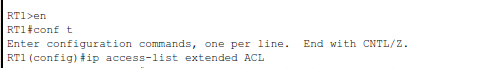 RT1>en
RT1#conf t
Enter configuration commands, one per line.  End with CNTL/Z.
RT1(config)#ip access-list extended ACL